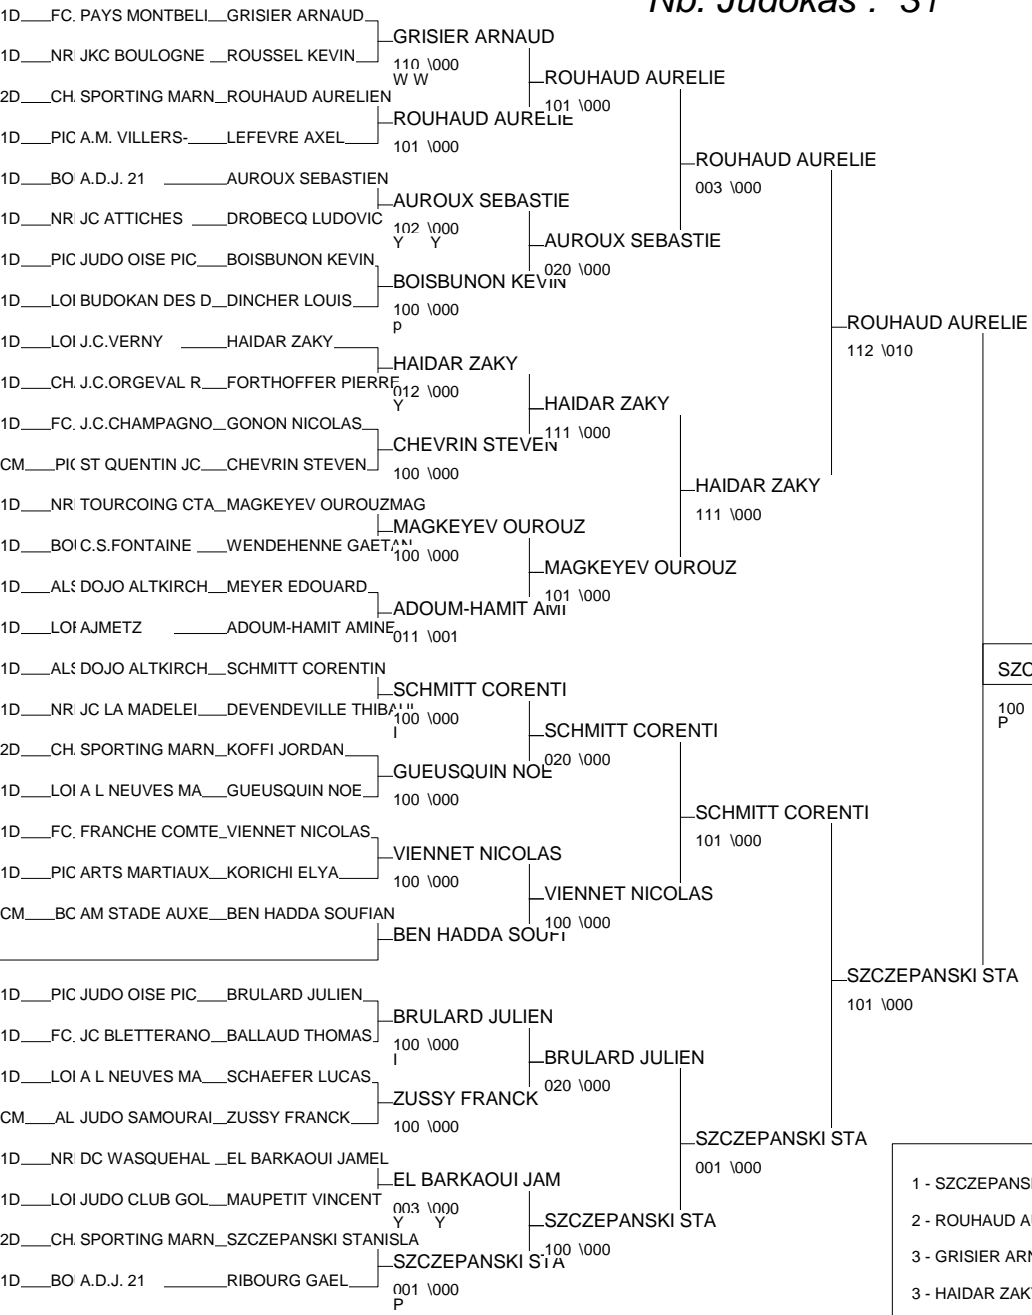 Nb. Judokas : 31
1D FC. PAYS MONTBELI GRISIER ARNAUD
1D NRI JKC BOULOGNE ROUSSEL KEVIN
2D CH. SPORTING MARN ROUHAUD AURELIEN
1D PIC A.M. VILLERS- LEFEVRE AXEL
1D BO A.D.J. 21 AUROUX SEBASTIEN
1D NRI JC ATTICHES DROBECQ LUDOVIC
1D PIC JUDO OISE PIC BOISBUNON KEVIN
1D LOI BUDOKAN DES D DINCHER LOUIS
1D LOI J.C.VERNY HAIDAR ZAKY
1D CH. J.C.ORGEVAL R FORTHOFFER PIERRE
1D FC. J.C.CHAMPAGNO GONON NICOLAS
CM PI ST QUENTIN JC CHEVRIN STEVEN
1D NRI TOURCOING CTA MAGKEYEV OUROUZMAG
1D BO C.S.FONTAINE WENDEHENNE GAETAN
1D ALS DOJO ALTKIRCH MEYER EDOUARD
1D LOI AJMETZ ADOUM-HAMIT AMINE
1D ALS DOJO ALTKIRCH SCHMITT CORENTIN
1D NRI JC LA MADELEI DEVENDEVILLE THIBAUL
2D CH. SPORTING MARN KOFFI JORDAN
1D LOI A L NEUVES MA GUEUSQUIN NOE
1D FC. FRANCHE COMTE VIENNET NICOLAS
1D PIC ARTS MARTIAUX KORICHI ELYA
CM BC AM STADE AUXE BEN HADDA SOUFIAN
1D PIC JUDO OISE PIC BRULARD JULIEN
1D FC. JC BLETTERANO BALLAUD THOMAS
1D LOI A L NEUVES MA SCHAEFER LUCAS
CM AL JUDO SAMOURAI ZUSSY FRANCK
1D NRI DC WASQUEHAL EL BARKAOUI JAMEL
1D LOI JUDO CLUB GOL MAUPETIT VINCENT
2D CH. SPORTING MARN SZCZEPANSKI STANISLA
1D BO A.D.J. 21 RIBOURG GAEL
GRISIER ARNAUD
110 \000
W W
ROUHAUD AURELIE
101 \000
AUROUX SEBASTIE
102 \000
Y Y
BOISBUNON KEVIN
100 \000
p
HAIDAR ZAKY
012 \000
Y
CHEVRIN STEVEN
100 \000
MAGKEYEV OUROUZ
100 \000
ADOUM-HAMIT AMI
011 \001
SCHMITT CORENTI
100 \000
I
GUEUSQUIN NOE
100 \000
VIENNET NICOLAS
100 \000
BEN HADDA SOUFI
BRULARD JULIEN
100 \000
I
ZUSSY FRANCK
100 \000
EL BARKAOUI JAM
003 \000
Y Y
SZCZEPANSKI STA
001 \000
P
ROUHAUD AURELIE
101 \000
AUROUX SEBASTIE
020 \000
HAIDAR ZAKY
111 \000
MAGKEYEV OUROUZ
101 \000
SCHMITT CORENTI
020 \000
VIENNET NICOLAS
100 \000
BRULARD JULIEN
020 \000
SZCZEPANSKI STA
100 \000
ROUHAUD AURELIE
003 \000
HAIDAR ZAKY
111 \000
SCHMITT CORENTI
101 \000
SZCZEPANSKI STA
001 \000
ROUHAUD AURELIE
112 \010
SZCZEPANSKI STA
101 \000
SZC
100
P
1 - SZCZEPANS
2 - ROUHAUD A
3 - GRISIER ARN
3 - HAIDAR ZAK